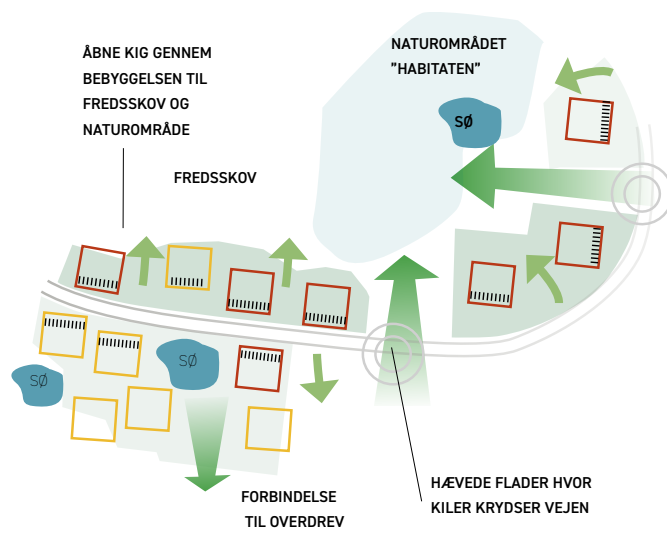 ÅBNE KIG GENNEM
BEBYGGELSEN TIL
FREDSSKOV OG
NATUROMRÅDE
NATUROMRÅDET
"HABITATEN"
SØ
FREDSSKOV
SØ
SØ
FORBINDELSE
TIL OVERDREV
HÆVEDE FLADER HVOR
KILER KRYDSER VEJEN